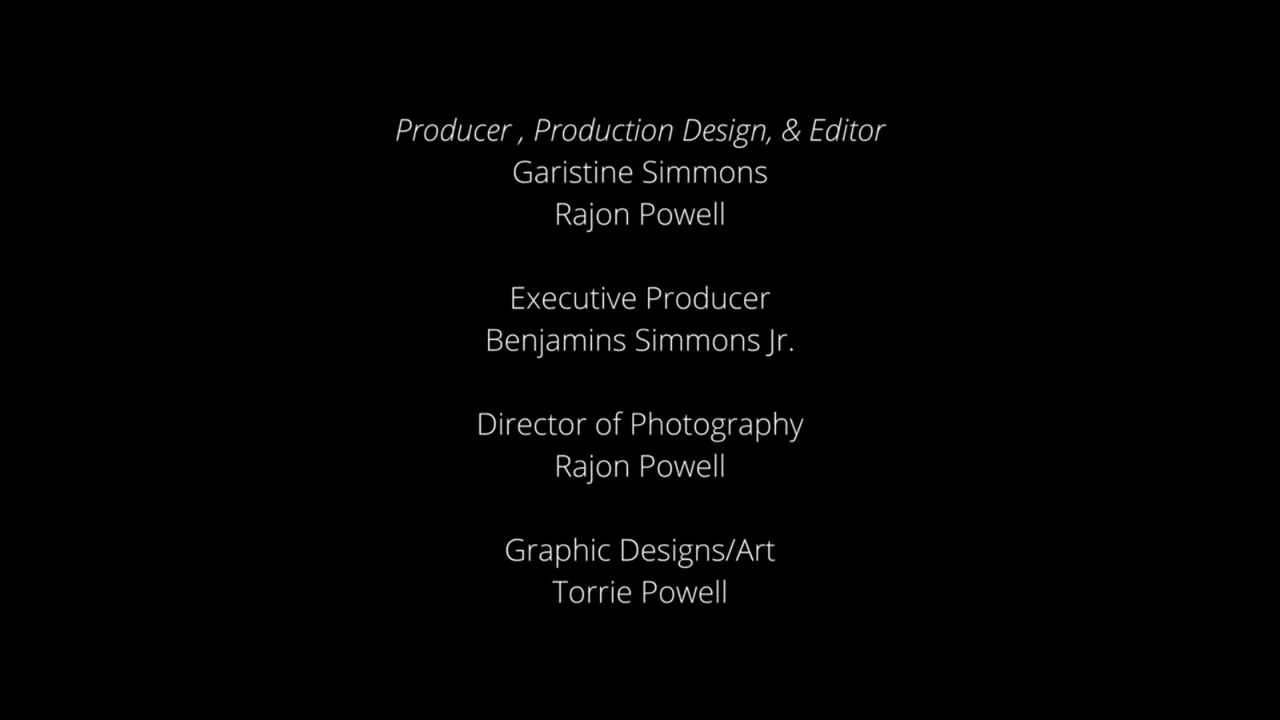 Producer , Production Design, & Editor
Garistine Simmons
Rajon Powell
Executive Producer
Benjamins Simmons Jr.
Director of Photography
Rajon Powell
Graphic Designs/Art
Torrie Powell